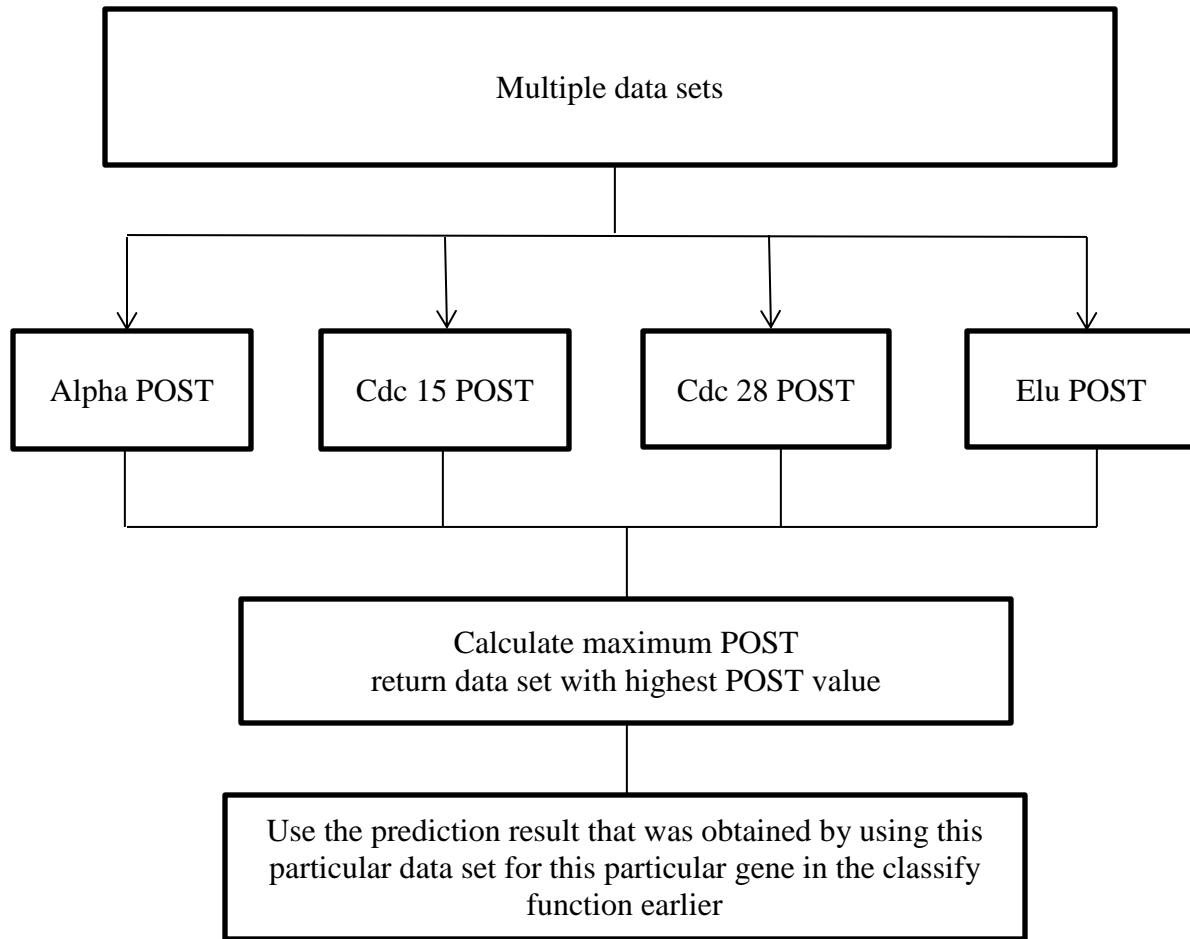 Multiple data sets
Alpha POST
Cdc 15 POST
Cdc 28 POST
Elu POST
Calculate maximum POST
return data set with highest POST value
Use the prediction result that was obtained by using this
particular data set for this particular gene in the classify
function earlier